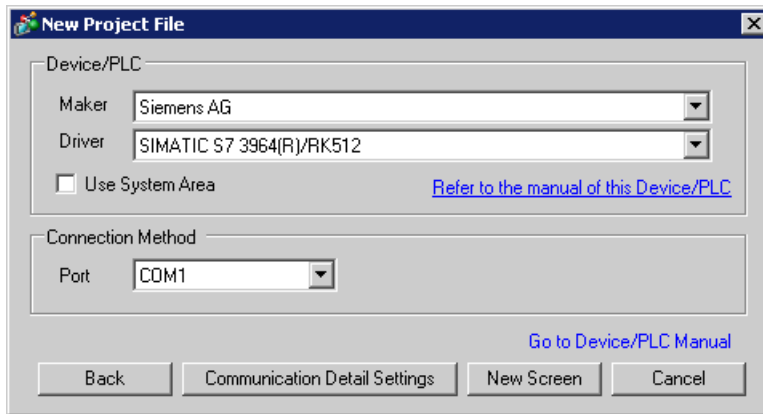 New Project File
Device/PLC
Maker Siemens AG
Driver SIMATIC S7 3964(R)/RK512
Use System Area Refer to the manual of this Device/PLC
Connection Method
Port COM1
Go to Device/PLC Manual
Back Communication Detail Settings New Screen Cancel